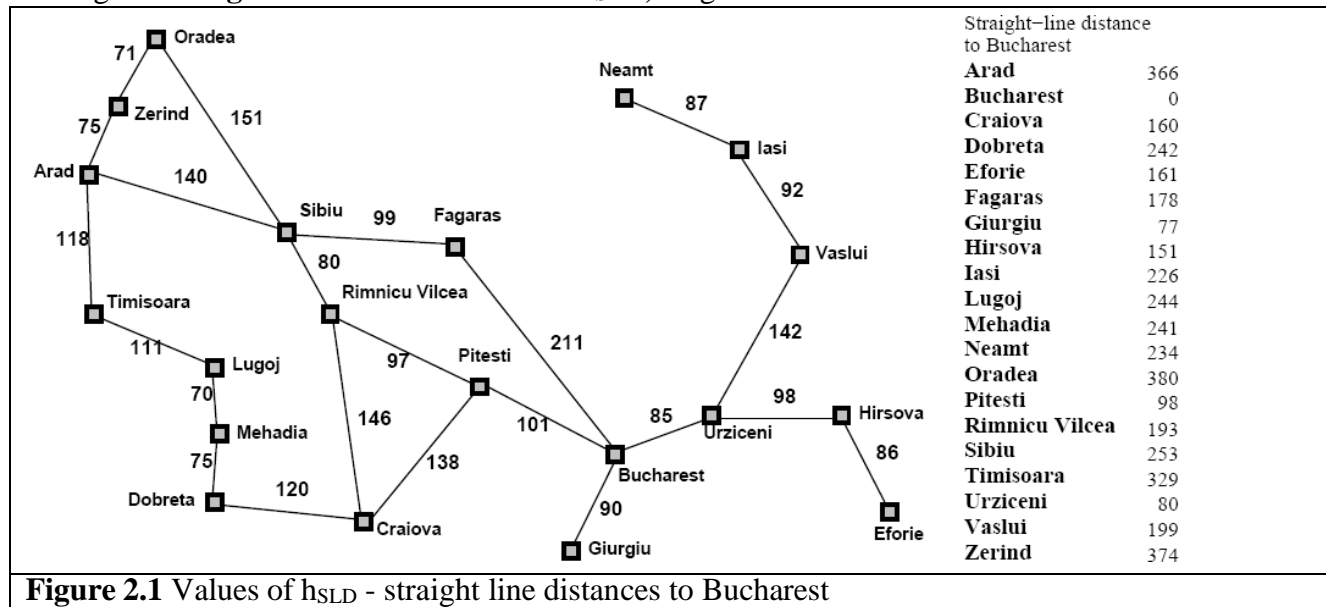 Oradea
71
Neamt
87
Zerind
75
151
Iasi
Arad
140
92
Sibiu
99
Fagaras
118
80
Vaslui
Rimnicu Vilcea
Timisoara
142
111
211
Pitesti
Lugoj
97
70
98
Hirsova
85
Urziceni
146
101
Mehadia
86
138
Bucharest
75
120
Dobreta
90
Craiova
Eforie
Giurgiu
Straight–line distance
to Bucharest
Arad 366
Bucharest 0
Craiova 160
Dobreta 242
Eforie 161
Fagaras 178
Giurgiu 77
Hirsova 151
Iasi 226
Lugoj 244
Mehadia 241
Neamt 234
Oradea 380
Pitesti 98
Rimnicu Vilcea 193
Sibiu 253
Timisoara 329
Urziceni 80
Vaslui 199
Zerind 374
Figure 2.1 Values of hSLD - straight line distances to Bucharest